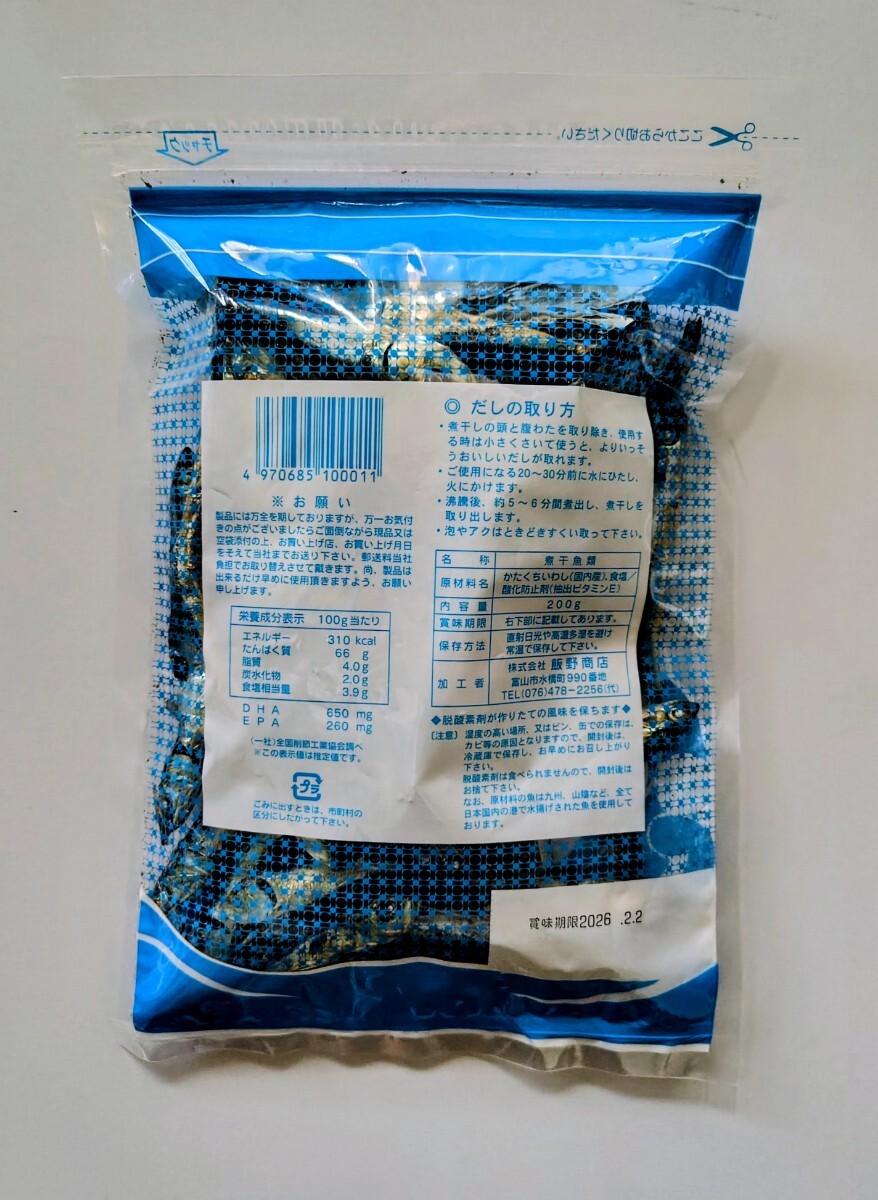 ここからお切りください。
チャック
4 970685 100011
※ お 願 い
製品には万全を期しておりますが、万一お気付
きの点がございましたらご面倒ながら現品又は
空袋添付の上、お買い上げ店、お買い上げ月日
をそえて当社までお送り下さい。郵送料当社
負担でお取り替えさせて戴きます。尚、製品は
出来るだけ早めに使用頂きますよう、お願い
申し上げます。
栄養成分表示 100g当たり
エネルギー 310 kcal
たんぱく質 66 g
脂質 4.0g
炭水化物 2.0g
食塩相当量 3.9g
DHA 650 mg
EPA 260 mg
(一社)全国削節工業協会調べ
※この表示値は推定値です。
プラ
ごみに出すときは、市町村の
区分にしたがって下さい。
◎ だしの取り方
・煮干しの頭と腹わたを取り除き、使用す
る時は小さくさいて使うと、よりいっそ
うおいしいだしが取れます。
・ご使用になる20~30分前に水にひたし、
火にかけます。
・沸騰後、約5~6分間煮出し、煮干しを
取り出します。
・泡やアクはときどきすくい取って下さい。
名称 煮干魚類
原材料名 かたくちいわし(国内産)、食塩/
酸化防止剤(抽出ビタミンE)
内容量 200g
賞味期限 右下部に記載してあります。
保存方法 直射日光や高温多湿を避け
常温で保存して下さい。
加工者 株式会社 飯野商店
富山市水橋町990番地
TEL(076)478-2256(代)
◆脱酸素剤が作りたての風味を保ちます◆
〔注意〕 湿度の高い場所、又はビン、缶での保存は、
カビ等の原因となりますので、開封後は、
冷蔵庫で保存し、お早めにお召し上がり
下さい。
脱酸素剤は食べられませんので、開封後は
お捨て下さい。
なお、原材料の魚は九州、山陰など、全て
日本国内の港で水揚げされた魚を使用して
おります。
賞味期限2026 .2.2